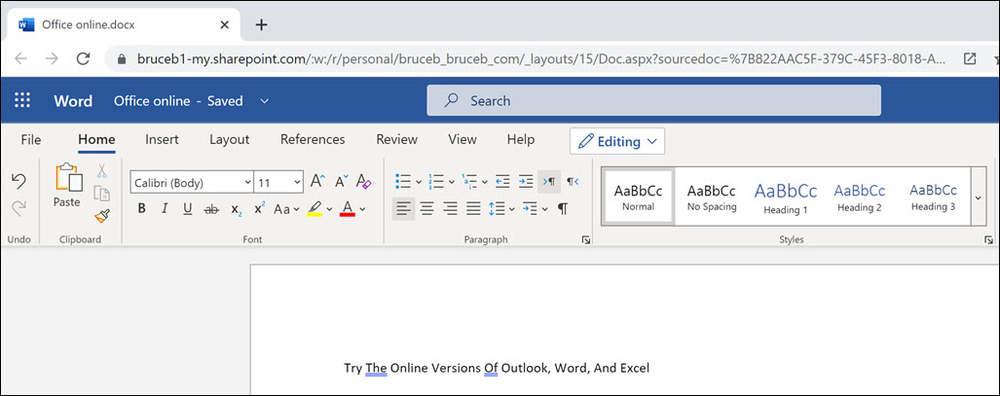 Office online.docx
bruceb1-my.sharepoint.com/:w:/r/personal/bruceb_bruceb_com/_layouts/15/Doc.aspx?sourcedoc=%7B822AAC5F-379C-45F3-8018-A...
Word Office online - Saved Search
File Home Insert Layout References Review View Help Editing
Calibri (Body) 11
Paste
AaBbCc AaBbCc AaBbCc AaBbCc AaBbCc
Normal No Spacing Heading 1 Heading 2 Heading 3
B I U ab x₂ x² Aa A
Undo Clipboard Font Paragraph Styles
Try The Online Versions Of Outlook, Word, And Excel